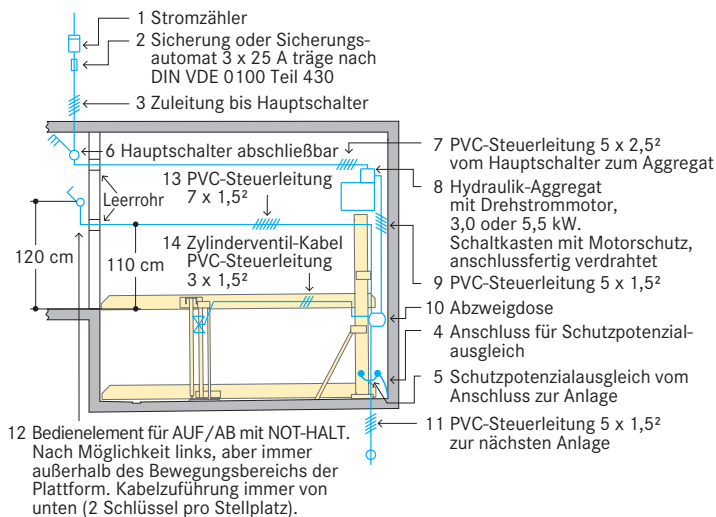 1 Stromzähler
2 Sicherung oder Sicherungs-
automat 3 x 25 A träge nach
DIN VDE 0100 Teil 430
3 Zuleitung bis Hauptschalter
6 Hauptschalter abschließbar
13 PVC-Steuerleitung
7 x 1,5²
Leerrohr
14 Zylinderventil-Kabel
PVC-Steuerleitung
3 x 1,5²
120 cm
110 cm
7 PVC-Steuerleitung 5 x 2,5²
vom Hauptschalter zum Aggregat
8 Hydraulik-Aggregat
mit Drehstrommotor,
3,0 oder 5,5 kW.
Schaltkasten mit Motorschutz,
anschlussfertig verdrahtet
9 PVC-Steuerleitung 5 x 1,5²
10 Abzweigdose
4 Anschluss für Schutzpotenzial-
ausgleich
5 Schutzpotenzialausgleich vom
Anschluss zur Anlage
11 PVC-Steuerleitung 5 x 1,5²
zur nächsten Anlage
12 Bedienelement für AUF/AB mit NOT-HALT.
Nach Möglichkeit links, aber immer
außerhalb des Bewegungsbereichs der
Plattform. Kabelzuführung immer von
unten (2 Schlüssel pro Stellplatz).